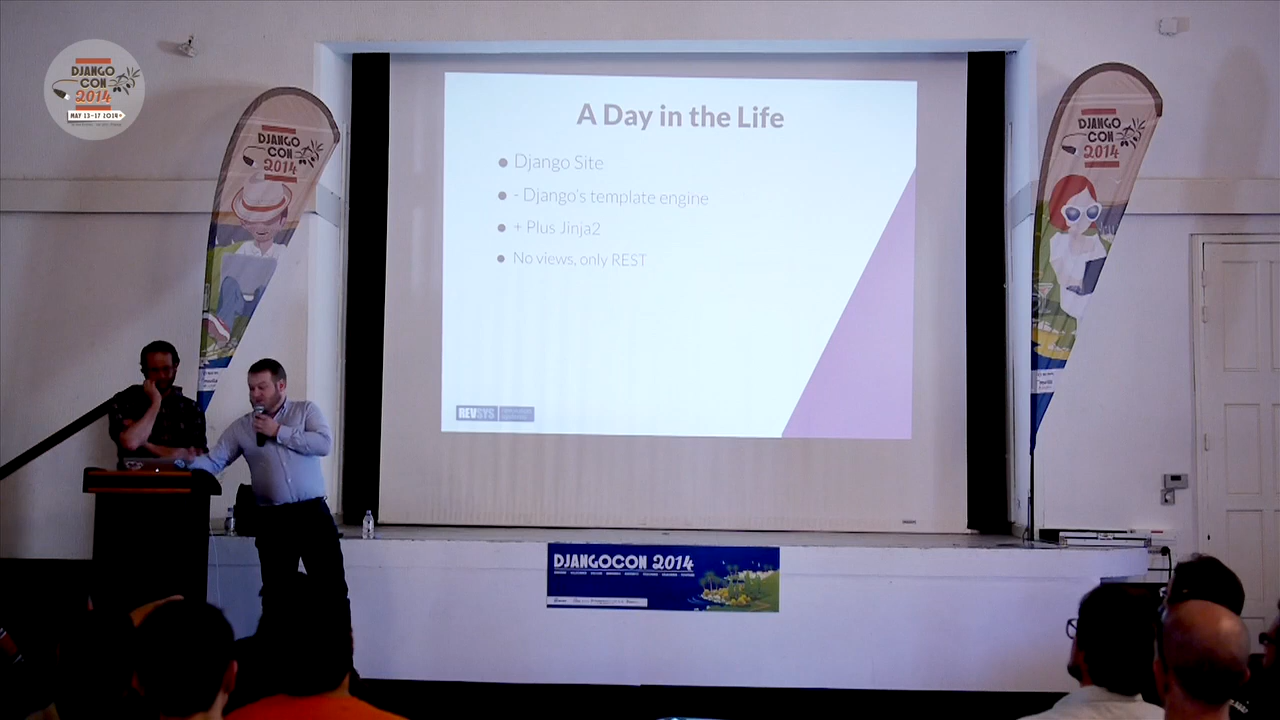 DJANGO
CON
2014
MAY 13-17 2014
DJANGO
CON
2014
A Day in the Life
Django Site
- Django's template engine
+ Plus Jinja2
No views, only REST
REVSYS
DJANGO
CON
2014
DJANGOCON 2014